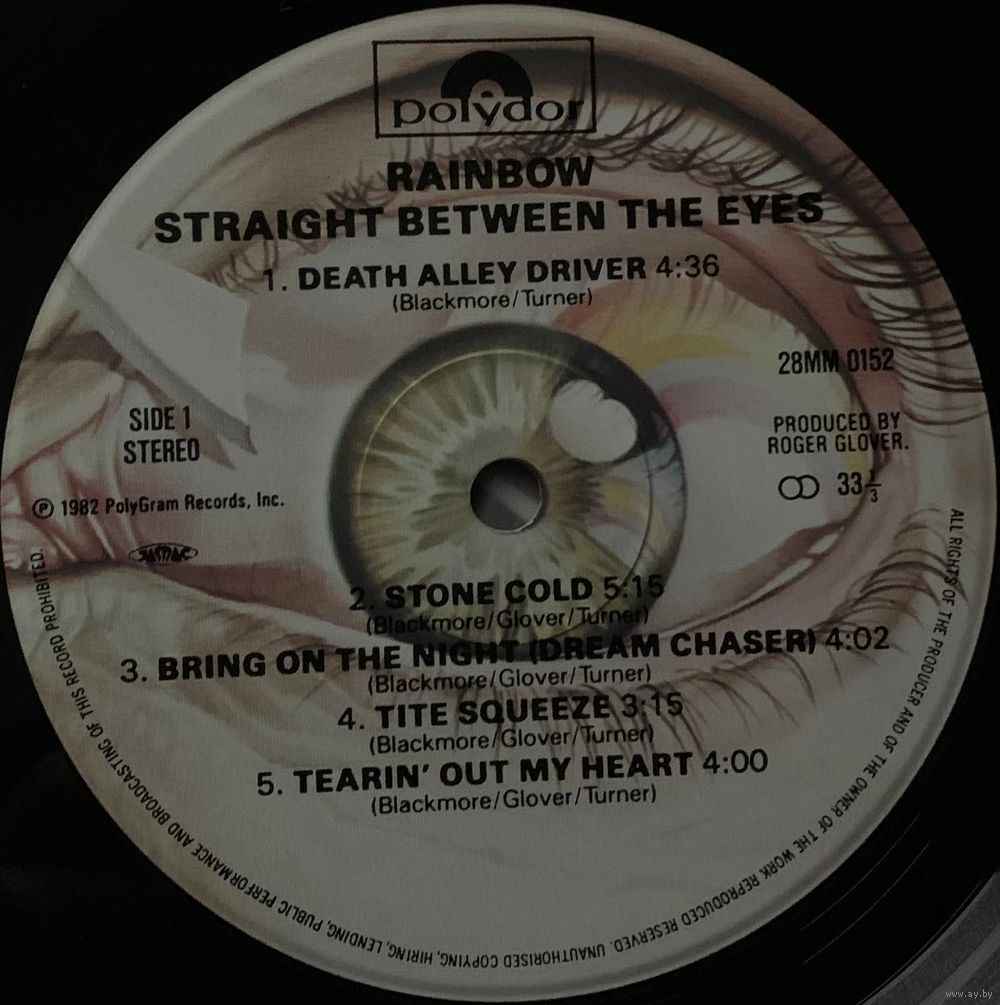 polydor
RAINBOW
STRAIGHT BETWEEN THE EYES
1. DEATH ALLEY DRIVER 4:36
(Blackmore/Turner)
28MM 0152
SIDE 1
STEREO
PRODUCED BY
ROGER GLOVER.
33 1/3
℗ 1982 PolyGram Records, Inc.
JASRAC
2. STONE COLD 5:15
(Blackmore/Glover/Turner)
3. BRING ON THE NIGHT (DREAM CHASER) 4:02
(Blackmore/Glover/Turner)
4. TITE SQUEEZE 3:15
(Blackmore/Glover/Turner)
5. TEARIN' OUT MY HEART 4:00
(Blackmore/Glover/Turner)
ALL RIGHTS OF THE PRODUCER AND OF THE OWNER OF THE WORK REPRODUCED RESERVED. UNAUTHORISED COPYING, HIRING, LENDING, PUBLIC PERFORMANCE AND BROADCASTING OF THIS RECORD PROHIBITED.
www.ay.by